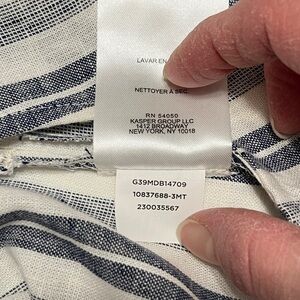 LAVAR EN
NETTOYER À SEC
RN 54050
KASPER GROUP LLC
1412 BROADWAY
NEW YORK, NY 10018
G39MDB14709
10837688-3MT
230035567